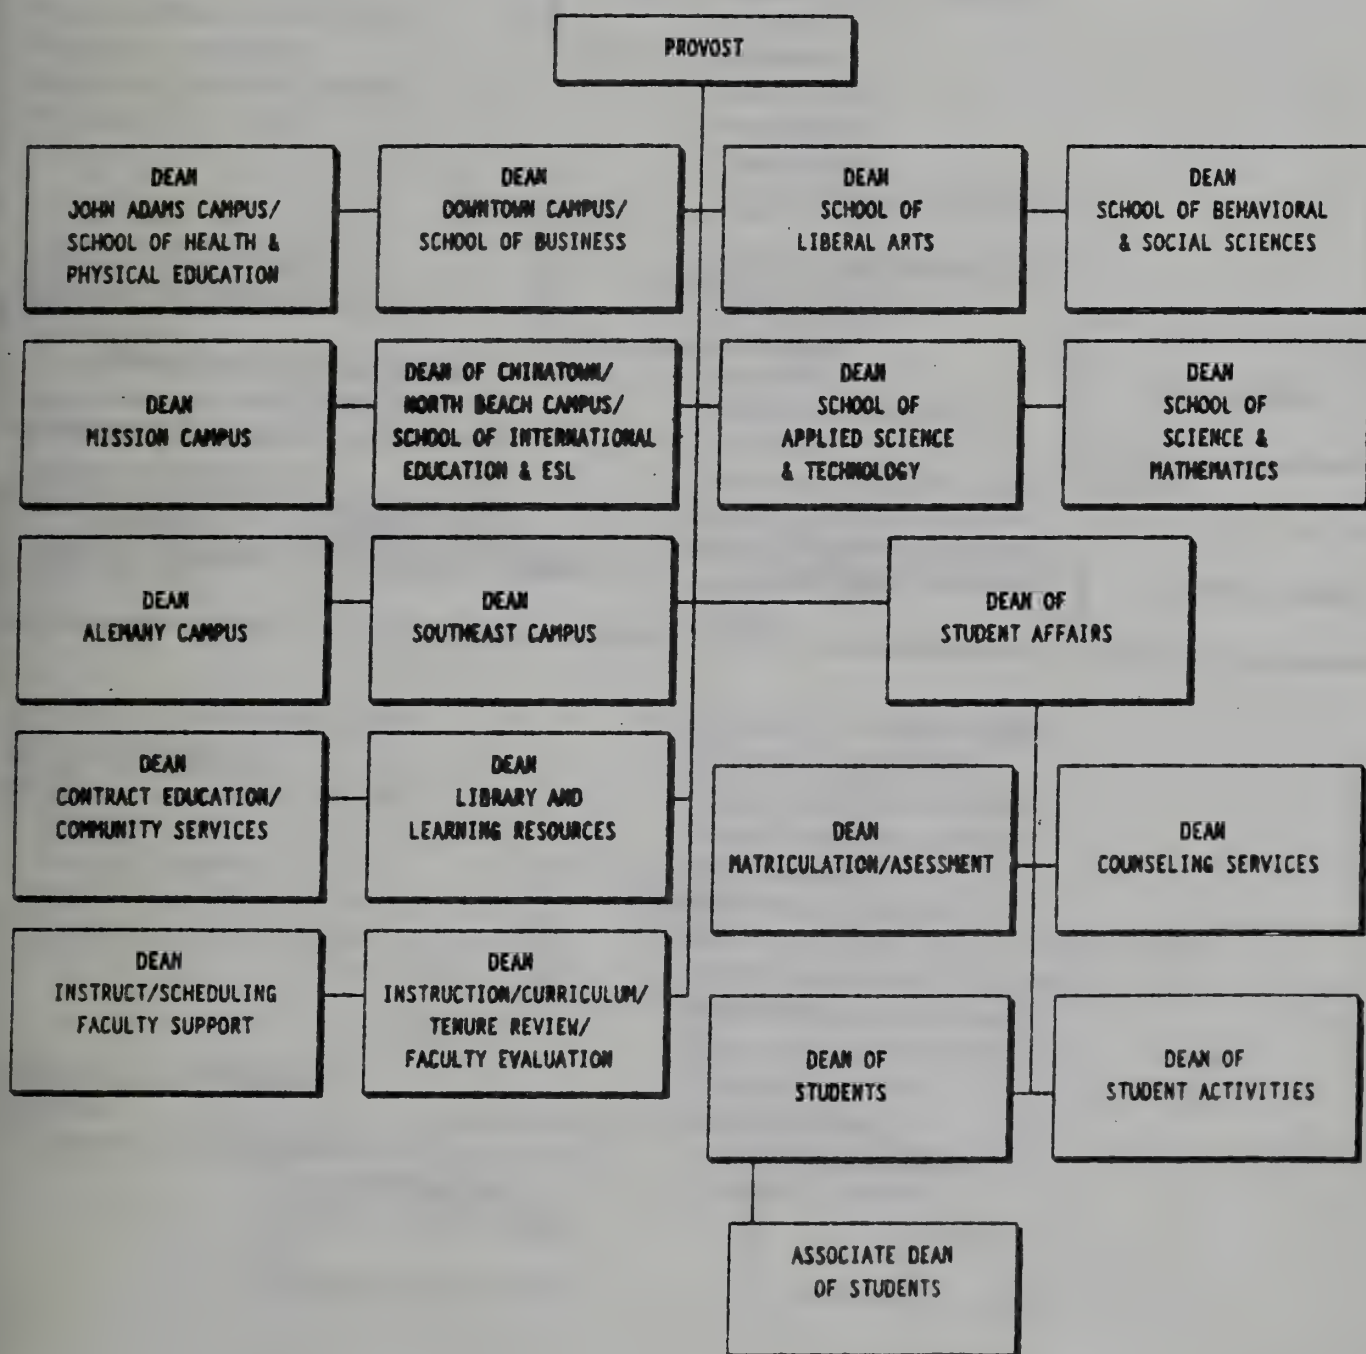 PROVOST
DEAN
JOHN ADAMS CAMPUS/
SCHOOL OF HEALTH &
PHYSICAL EDUCATION
DEAN
DOWNTOWN CAMPUS/
SCHOOL OF BUSINESS
DEAN
SCHOOL OF
LIBERAL ARTS
DEAN
SCHOOL OF BEHAVIORAL
& SOCIAL SCIENCES
DEAN
MISSION CAMPUS
DEAN OF CHINATOWN/
NORTH BEACH CAMPUS/
SCHOOL OF INTERNATIONAL
EDUCATION & ESL
DEAN
SCHOOL OF
APPLIED SCIENCE
& TECHNOLOGY
DEAN
SCHOOL OF
SCIENCE &
MATHEMATICS
DEAN
ALEMANY CAMPUS
DEAN
SOUTHEAST CAMPUS
DEAN OF
STUDENT AFFAIRS
DEAN
CONTRACT EDUCATION/
COMMUNITY SERVICES
DEAN
LIBRARY AND
LEARNING RESOURCES
DEAN
MATRICULATION/ASESSMENT
DEAN
COUNSELING SERVICES
DEAN
INSTRUCT/SCHEDULING
FACULTY SUPPORT
DEAN
INSTRUCTION/CURRICULUM/
TENURE REVIEW/
FACULTY EVALUATION
DEAN OF
STUDENTS
DEAN OF
STUDENT ACTIVITIES
ASSOCIATE DEAN
OF STUDENTS